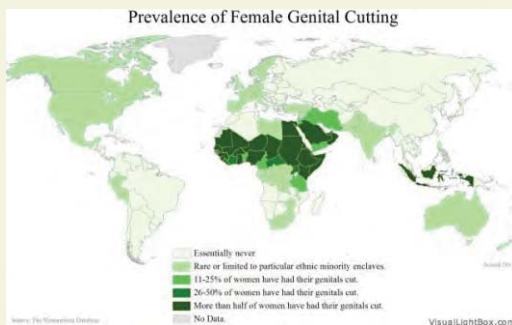 Prevalence of Female Genital Cutting
Essentially never
Rare or limited to particular ethnic minority enclaves.
11-25% of women have had their genitals cut.
26-50% of women have had their genitals cut.
More than half of women have had their genitals cut.
No Data.
VisualLightBox.com